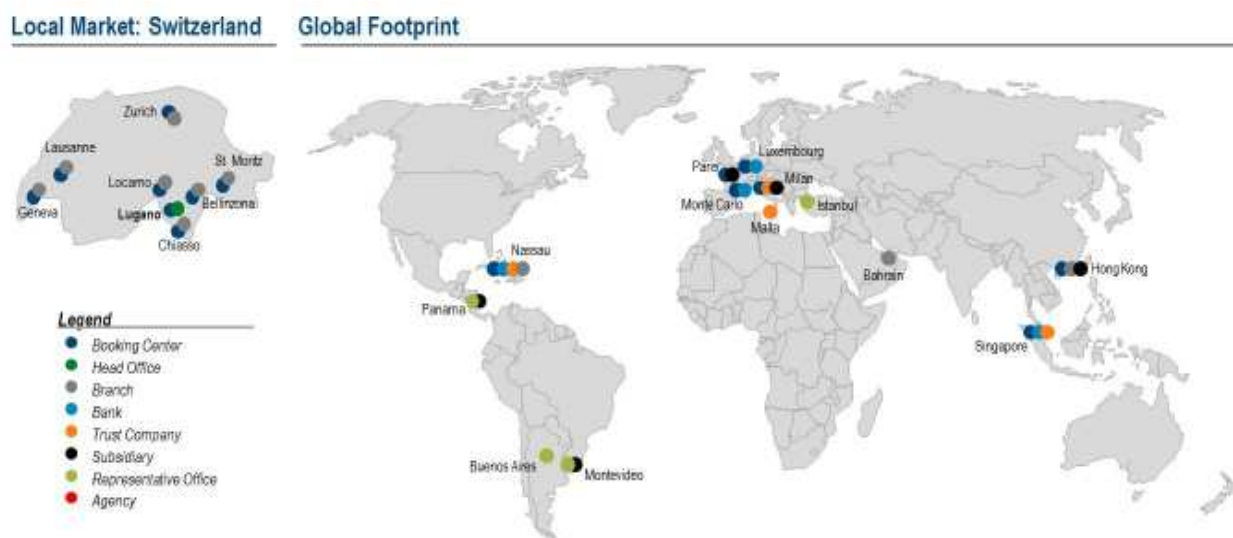 Local Market: Switzerland
Global Footprint
Zurich
Lausanne
St. Moritz
Locarno
Geneva
Lugano
Bellinzonal
Chiasso
Legend
Booking Center
Head Office
Branch
Bank
Trust Company
Subsidiary
Representative Office
Agency
Luxembourg
Paris
Milan
Monte Carlo
Istanbul
Malta
Nassau
Bahrain
Hong Kong
Panama
Singapore
Buenos Aires
Montevideo